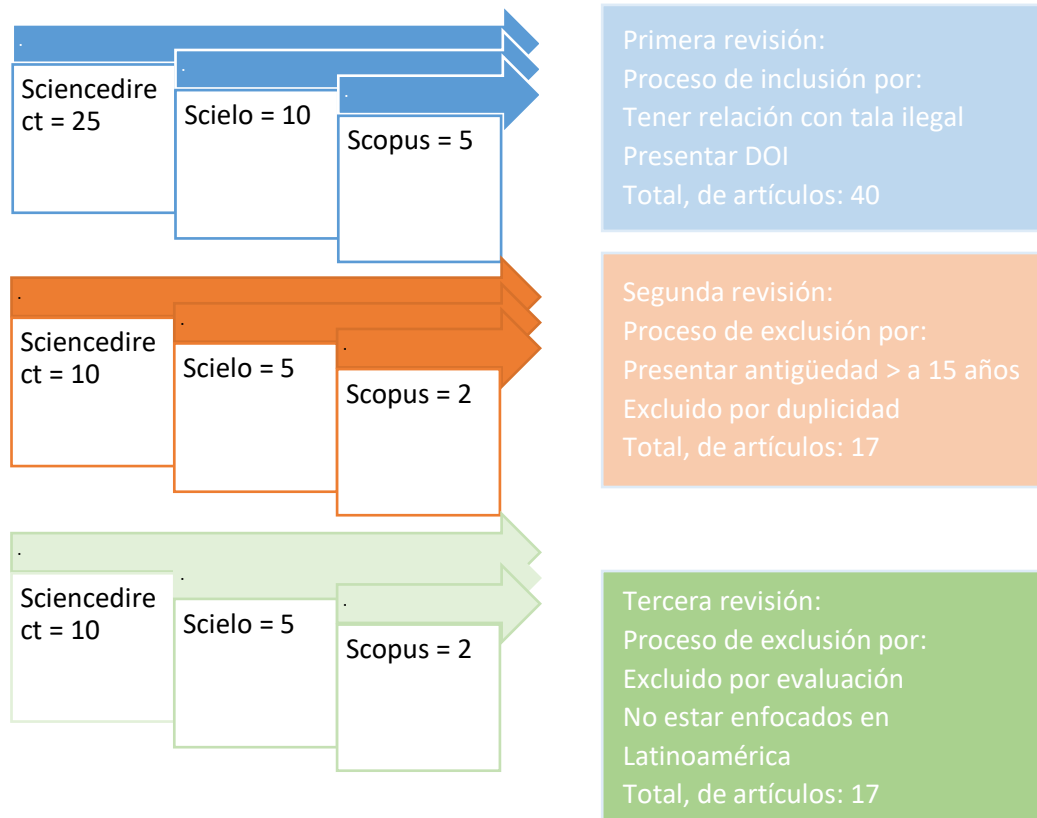 .
Sciencedire
ct = 25
.
Scielo = 10
.
Scopus = 5
Primera revisión:
Proceso de inclusión por:
Tener relación con tala ilegal
Presentar DOI
Total, de artículos: 40
.
Sciencedire
ct = 10
.
Scielo = 5
.
Scopus = 2
Segunda revisión:
Proceso de exclusión por:
Presentar antigüedad > a 15 años
Excluido por duplicidad
Total, de artículos: 17
.
Sciencedire
ct = 10
.
Scielo = 5
.
Scopus = 2
Tercera revisión:
Proceso de exclusión por:
Excluido por evaluación
No estar enfocados en
Latinoamérica
Total, de artículos: 17